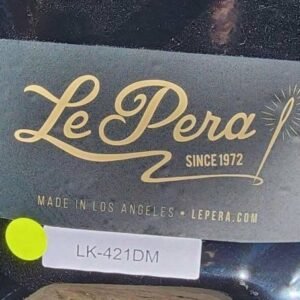 Le Pera
SINCE 1972
MADE IN LOS ANGELES • LEPERA.COM
LK-421DM